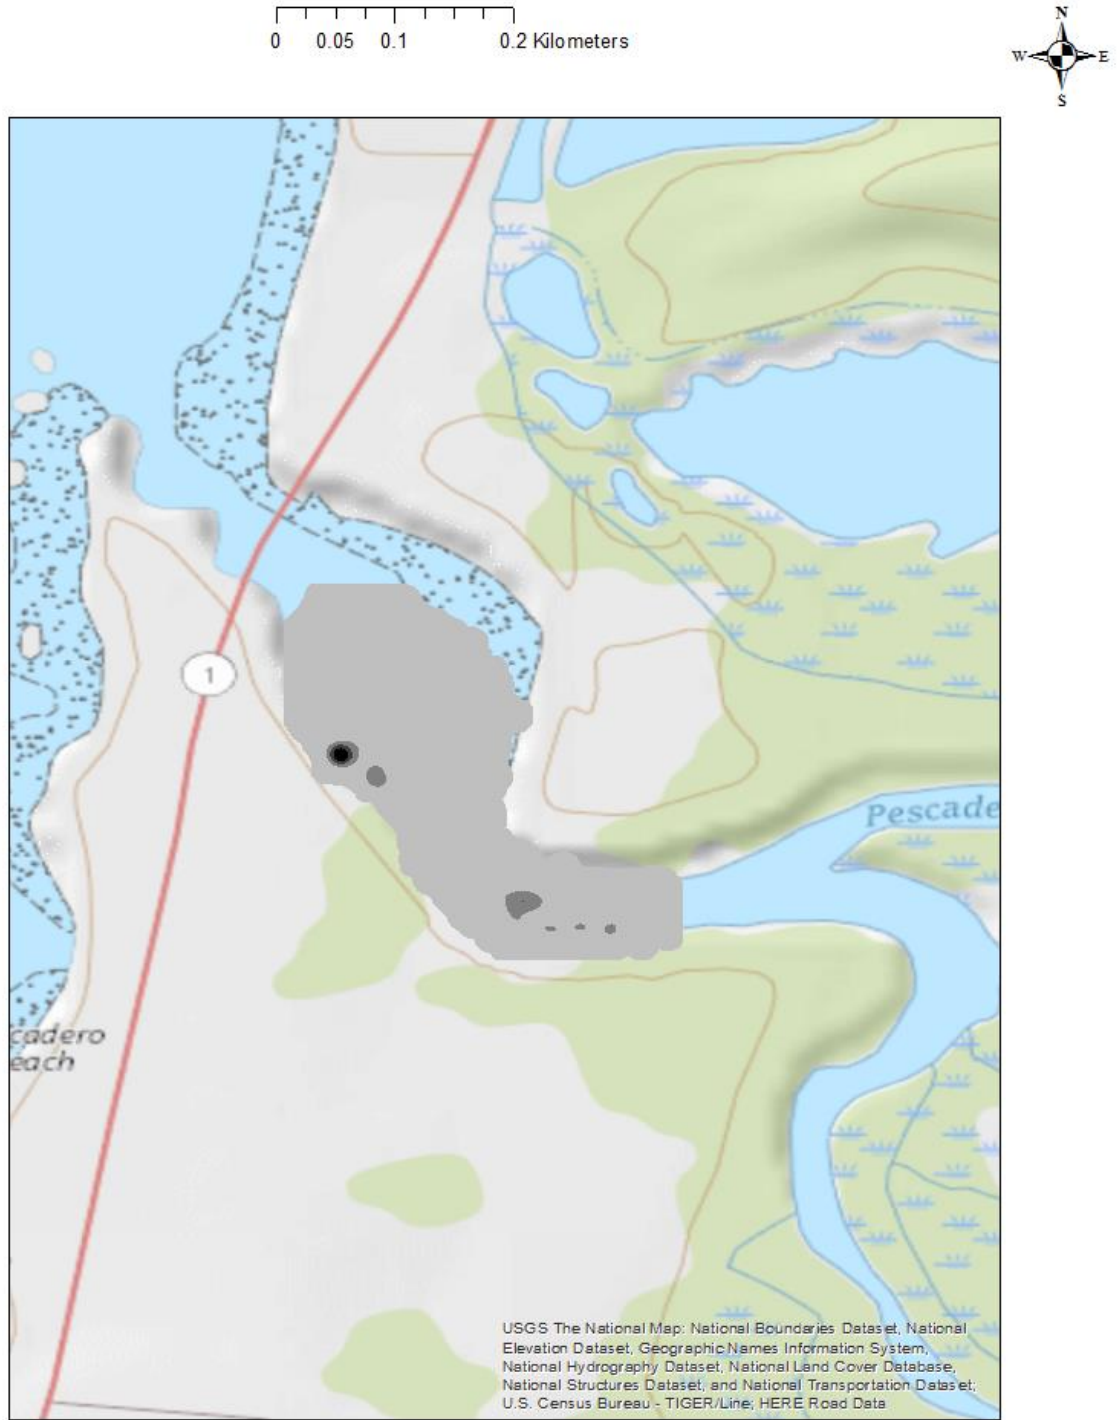 0 0.05 0.1 0.2 Kilometers
N
W E
S
1
Pescade
cadero
each
USGS The National Map: National Boundaries Dataset, National
Elevation Dataset, Geographic Names Information System,
National Hydrography Dataset, National Land Cover Database,
National Structures Dataset, and National Transportation Dataset;
U.S. Census Bureau - TIGER/Line; HERE Road Data